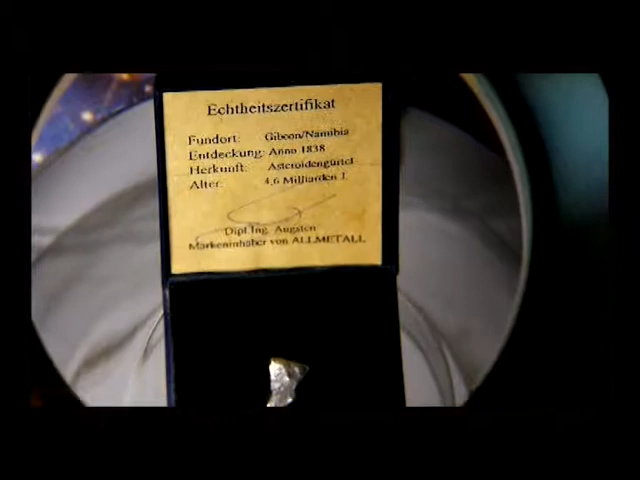 Echtheitszertifikat
Fundort: Gibeon/Namibia
Entdeckung: Anno 1838
Herkunft: Asteroidengürtel
Alter: 4,6 Milliarden J.
Dipl.Ing. Augsten
Markeninhaber von ALLMETALL